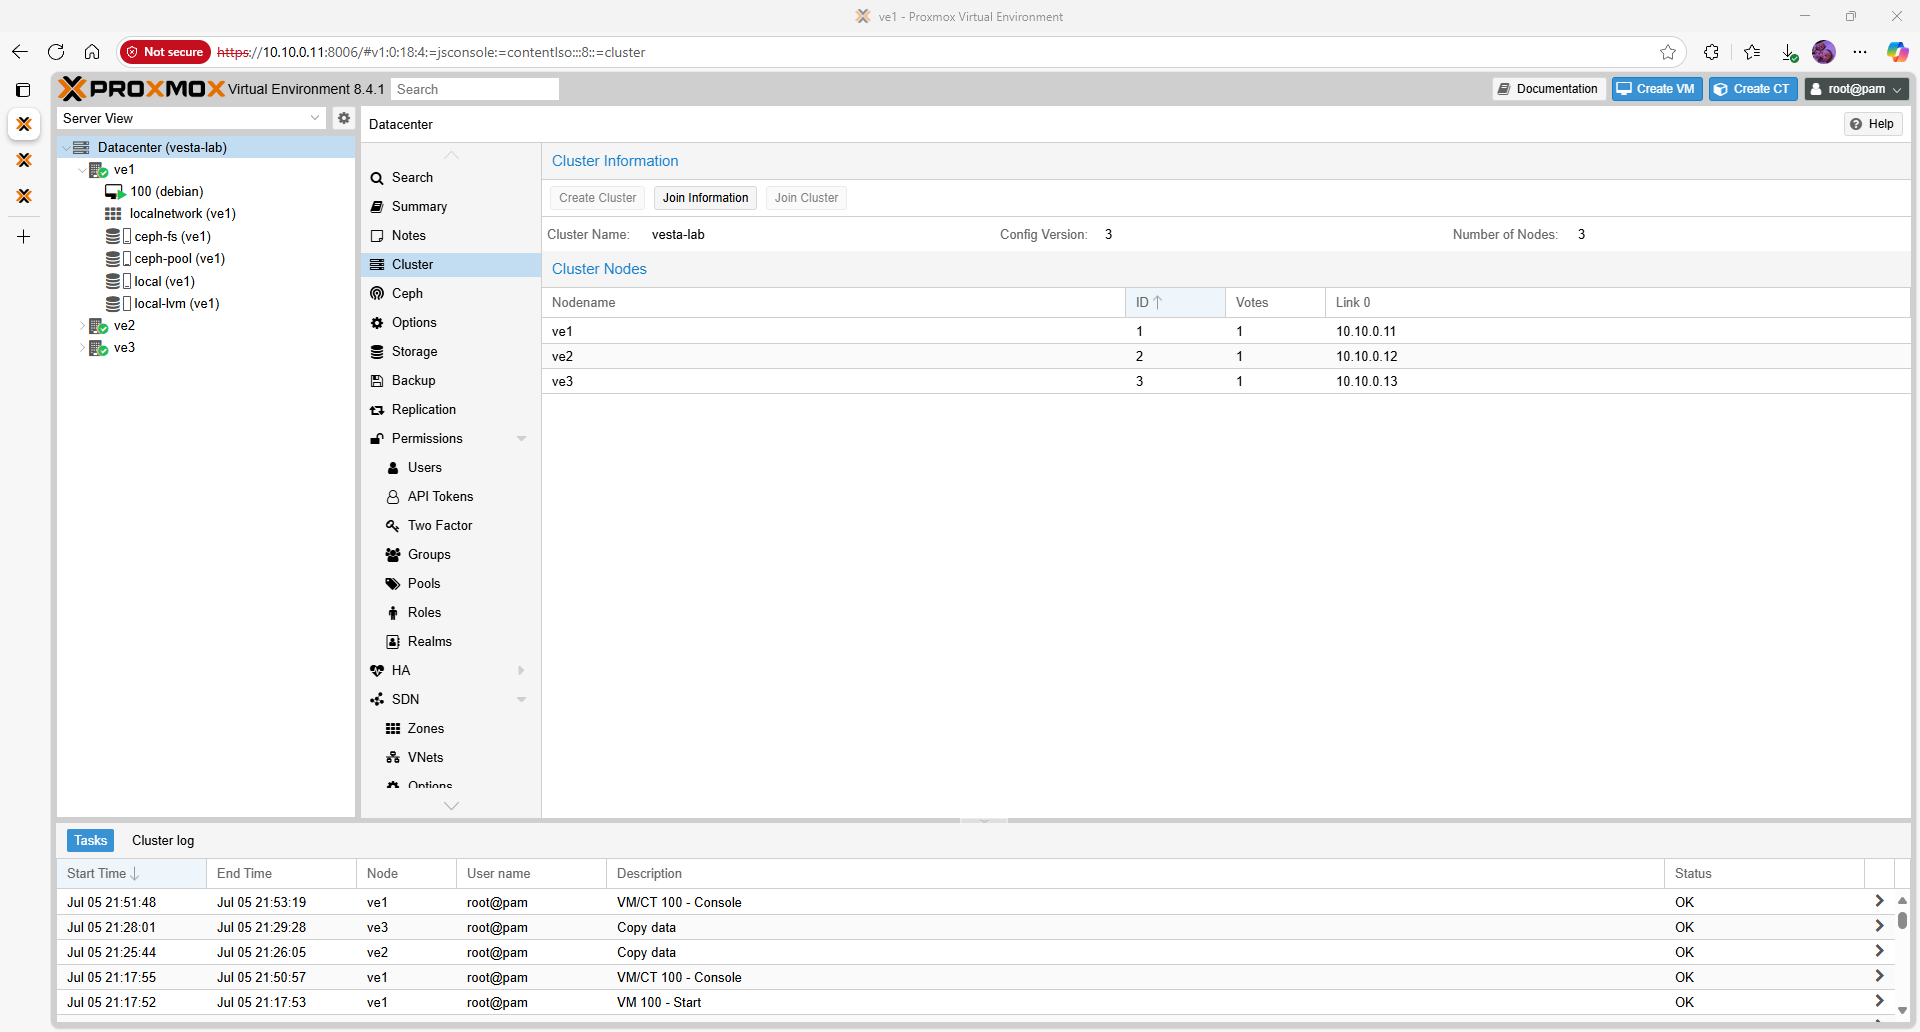 ve1 - Proxmox Virtual Environment
Not secure https://10.10.0.11:8006/#v1:0:18:4:=jsconsole:=contentIso:::8::=cluster
PROXMOX Virtual Environment 8.4.1 Search Documentation Create VM Create CT root@pam
Server View
Datacenter (vesta-lab)
ve1
100 (debian)
localnetwork (ve1)
ceph-fs (ve1)
ceph-pool (ve1)
local (ve1)
local-lvm (ve1)
ve2
ve3
Datacenter Help
Search
Summary
Notes
Cluster
Ceph
Options
Storage
Backup
Replication
Permissions
Users
API Tokens
Two Factor
Groups
Pools
Roles
Realms
HA
SDN
Zones
VNets
Options
Cluster Information
Create Cluster Join Information Join Cluster
Cluster Name: vesta-lab Config Version: 3 Number of Nodes: 3
Cluster Nodes
Nodename ID Votes Link 0
ve1 1 1 10.10.0.11
ve2 2 1 10.10.0.12
ve3 3 1 10.10.0.13
Tasks Cluster log
Start Time End Time Node User name Description Status
Jul 05 21:51:48 Jul 05 21:53:19 ve1 root@pam VM/CT 100 - Console OK
Jul 05 21:28:01 Jul 05 21:29:28 ve3 root@pam Copy data OK
Jul 05 21:25:44 Jul 05 21:26:05 ve2 root@pam Copy data OK
Jul 05 21:17:55 Jul 05 21:50:57 ve1 root@pam VM/CT 100 - Console OK
Jul 05 21:17:52 Jul 05 21:17:53 ve1 root@pam VM 100 - Start OK